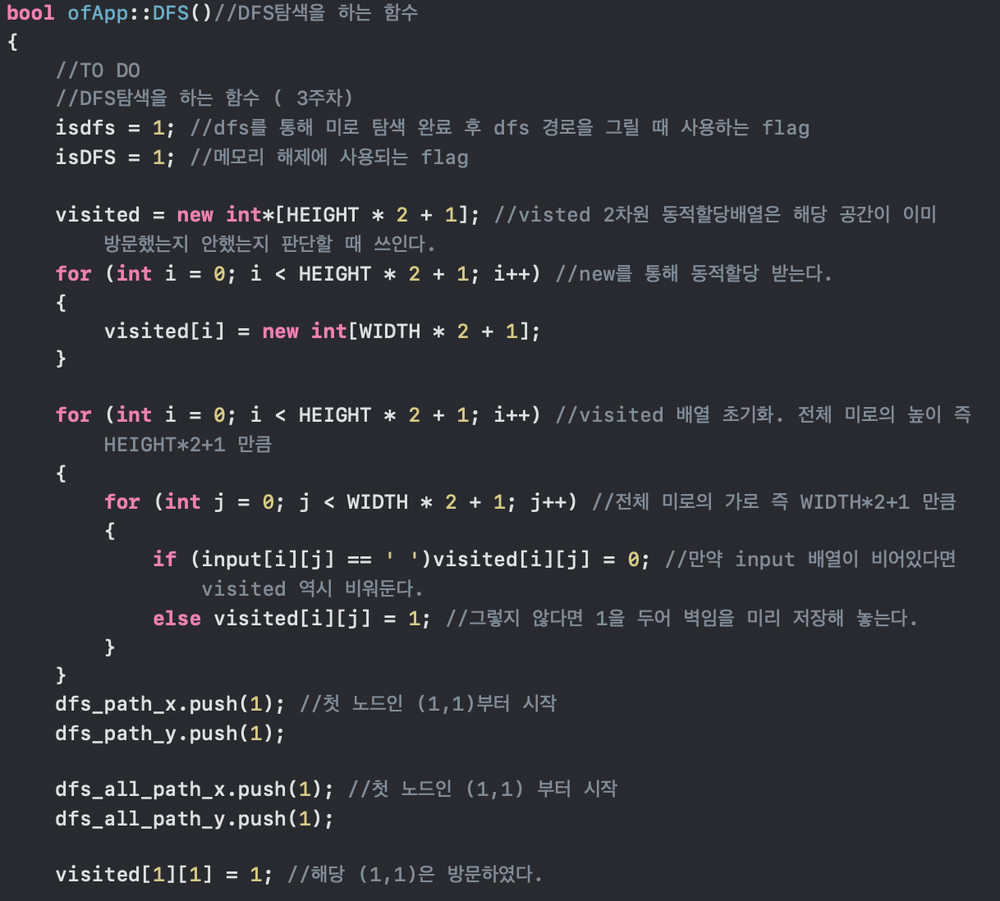 bool ofApp::DFS()//DFS탐색을 하는 함수
{
    //TO DO
    //DFS탐색을 하는 함수 ( 3주차)
    isdfs = 1; //dfs를 통해 미로 탐색 완료 후 dfs 경로을 그릴 때 사용하는 flag
    isDFS = 1; //메모리 해제에 사용되는 flag

    visited = new int*[HEIGHT * 2 + 1]; //visted 2차원 동적할당배열은 해당 공간이 이미
        방문했는지 안했는지 판단할 때 쓰인다.
    for (int i = 0; i < HEIGHT * 2 + 1; i++) //new를 통해 동적할당 받는다.
    {
        visited[i] = new int[WIDTH * 2 + 1];
    }

    for (int i = 0; i < HEIGHT * 2 + 1; i++) //visited 배열 초기화. 전체 미로의 높이 즉
        HEIGHT*2+1 만큼
    {
        for (int j = 0; j < WIDTH * 2 + 1; j++) //전체 미로의 가로 즉 WIDTH*2+1 만큼
        {
            if (input[i][j] == ' ')visited[i][j] = 0; //만약 input 배열이 비어있다면
                visited 역시 비워둔다.
            else visited[i][j] = 1; //그렇지 않다면 1을 두어 벽임을 미리 저장해 놓는다.
        }
    }
    dfs_path_x.push(1); //첫 노드인 (1,1)부터 시작
    dfs_path_y.push(1);

    dfs_all_path_x.push(1); //첫 노드인 (1,1) 부터 시작
    dfs_all_path_y.push(1);

    visited[1][1] = 1; //해당 (1,1)은 방문하였다.